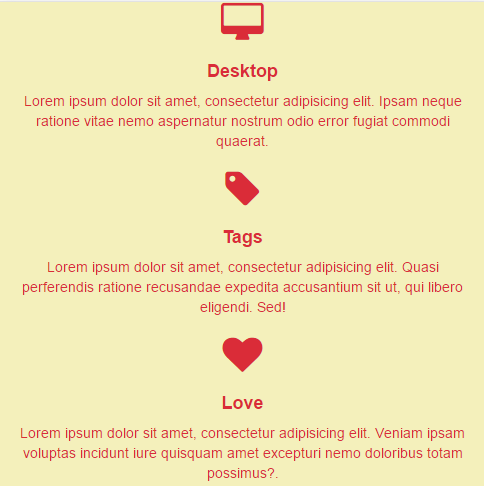 Desktop
Lorem ipsum dolor sit amet, consectetur adipisicing elit. Ipsam neque
ratione vitae nemo aspernatur nostrum odio error fugiat commodi
quaerat.
Tags
Lorem ipsum dolor sit amet, consectetur adipisicing elit. Quasi
perferendis ratione recusandae expedita accusantium sit ut, qui libero
eligendi. Sed!
Love
Lorem ipsum dolor sit amet, consectetur adipisicing elit. Veniam ipsam
voluptas incidunt iure quisquam amet excepturi nemo doloribus totam
possimus?.